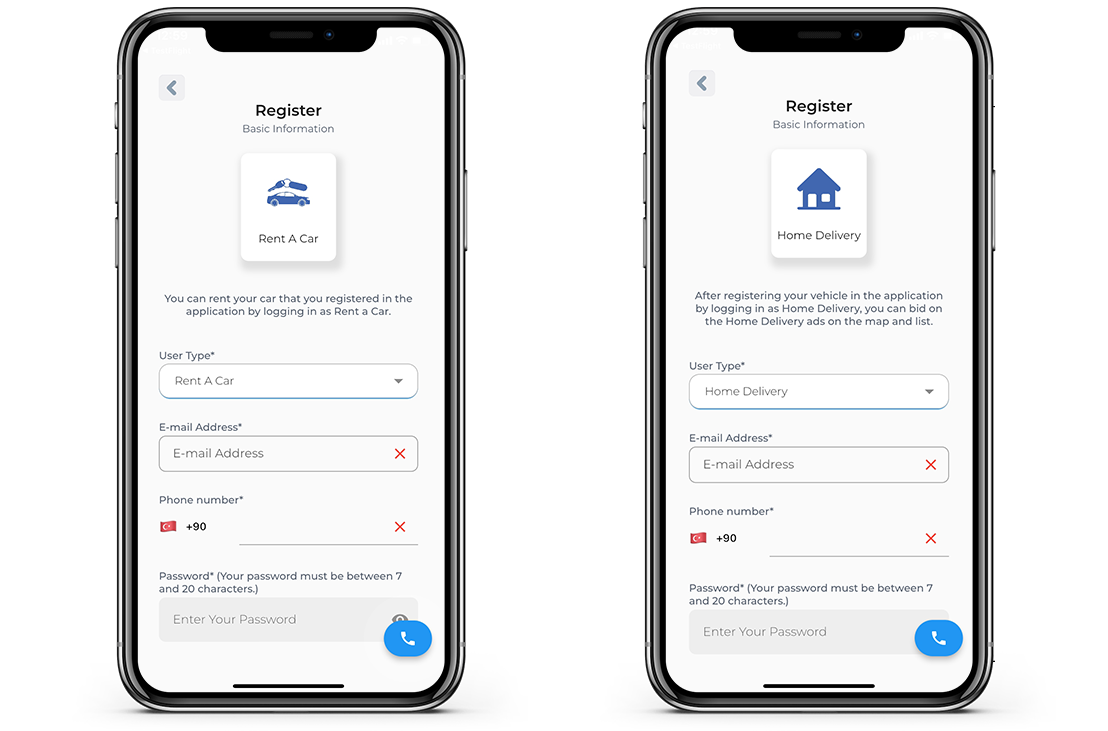 Register
Basic Information
Rent A Car
You can rent your car that you registered in the
application by logging in as Rent a Car.
User Type*
Rent A Car
E-mail Address*
E-mail Address
Phone number*
+90
Password* (Your password must be between 7
and 20 characters.)
Enter Your Password
Register
Basic Information
Home Delivery
After registering your vehicle in the application
by logging in as Home Delivery, you can bid on
the Home Delivery ads on the map and list.
User Type*
Home Delivery
E-mail Address*
E-mail Address
Phone number*
+90
Password* (Your password must be between 7
and 20 characters.)
Enter Your Password